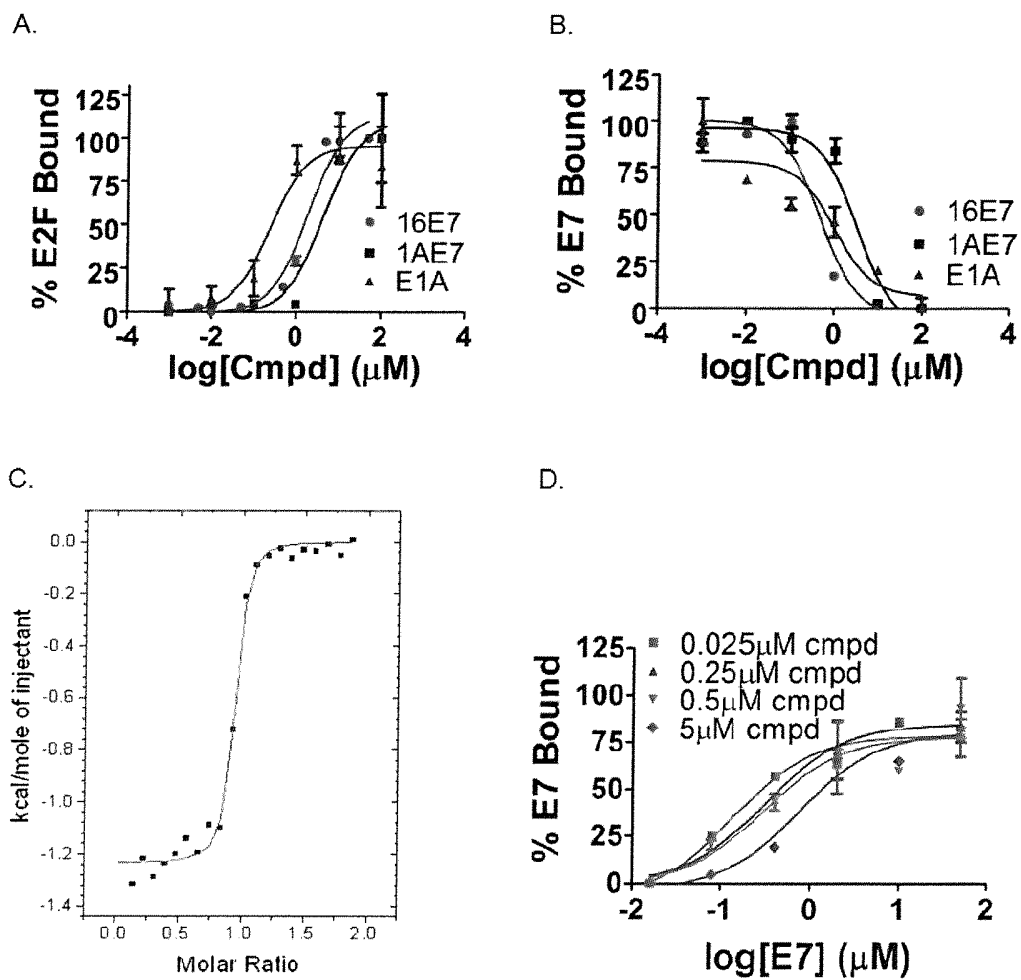 A.
% E2F Bound
125
100
75
50
25
0
-4
-2
0
2
4
log[Cmpd] (μM)
16E7
1AE7
E1A
B.
% E7 Bound
125
100
75
50
25
0
-4
-2
0
2
4
log[Cmpd] (μM)
16E7
1AE7
E1A
C.
kcal/mole of injectant
0.0
-0.2
-0.4
-0.6
-0.8
-1.0
-1.2
-1.4
0.0
0.5
1.0
1.5
2.0
Molar Ratio
D.
% E7 Bound
125
100
75
50
25
0
-2
-1
0
1
2
log[E7] (μM)
0.025μM cmpd
0.25μM cmpd
0.5μM cmpd
5μM cmpd